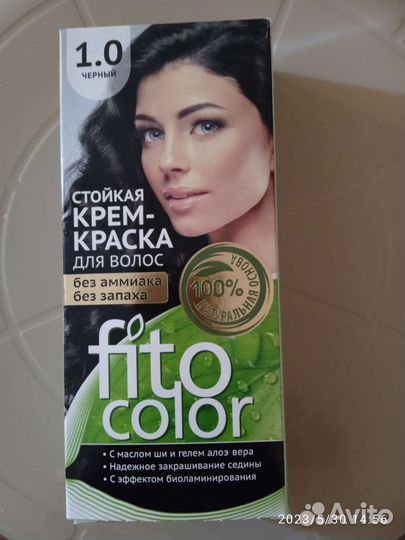 1.0
ЧЕРНЫЙ
СТОЙКАЯ
КРЕМ-
КРАСКА
ДЛЯ ВОЛОС
без аммиака
без запаха
100%
НАТУРАЛЬНАЯ ОСНОВА
fito
color
• С маслом ши и гелем алоэ вера
• Надежное закрашивание седины
• С эффектом биоламинирования
2023/5/30 14:56
Avito